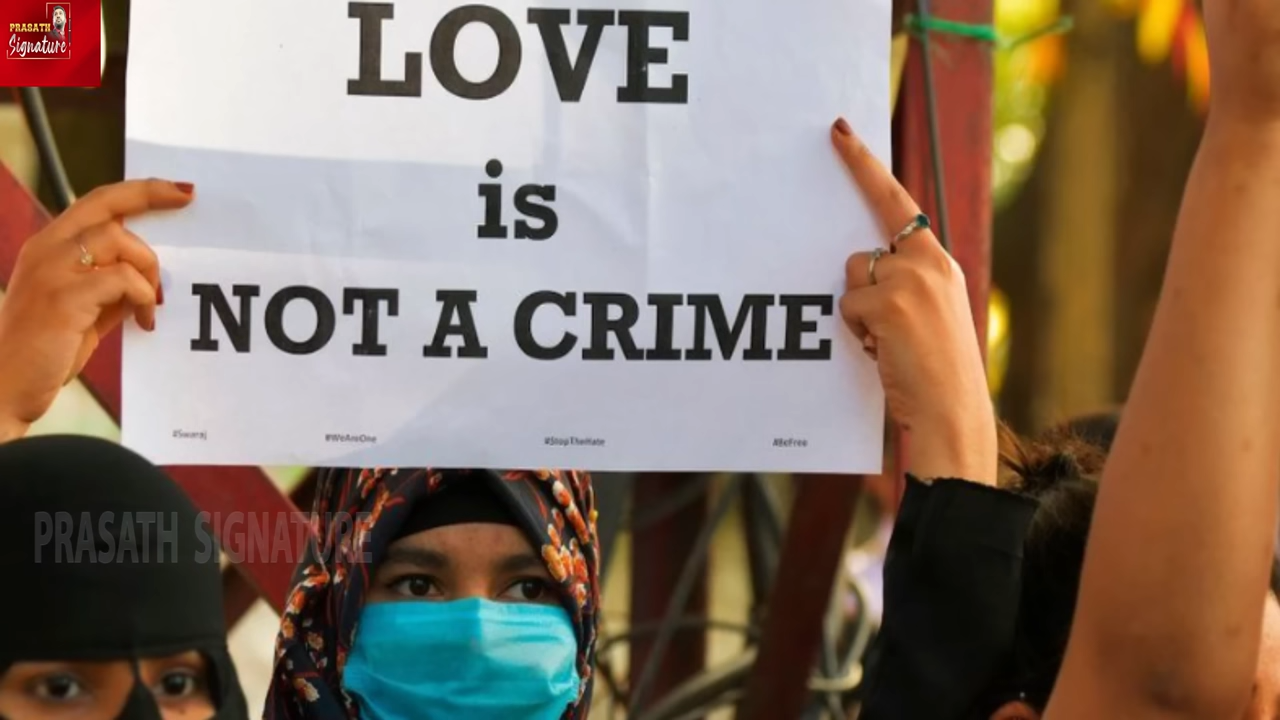 PRASATH
Signature
LOVE
is
NOT A CRIME
#Swaraj #WeAreOne #StopTheHate #BeFree
PRASATH SIGNATURE